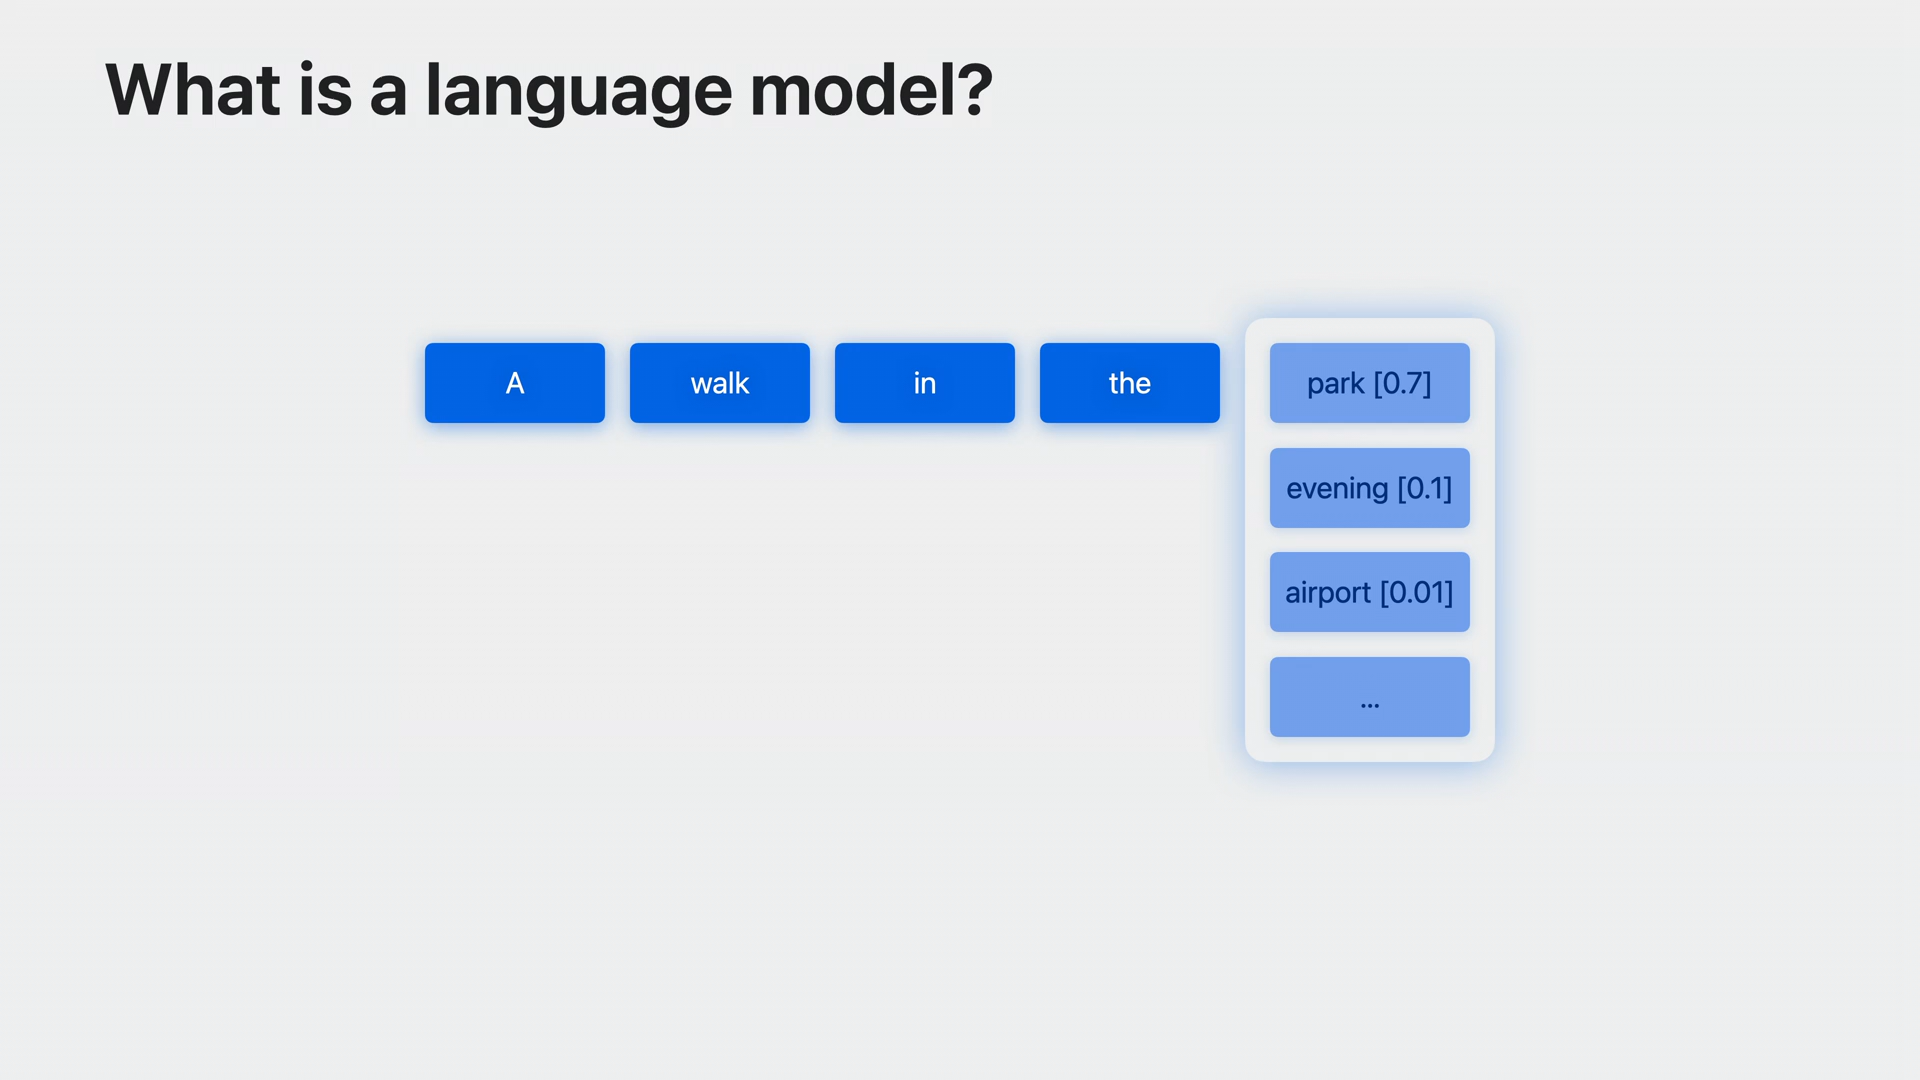 What is a language model?
A walk in the park [0.7]
evening [0.1]
airport [0.01]
...